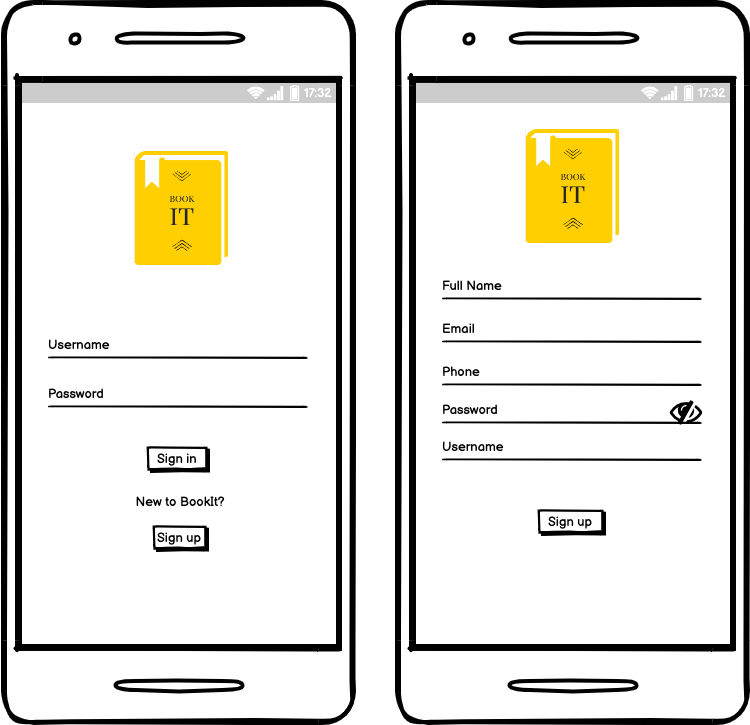 17:32
BOOK
IT
Username
Password
Sign in
New to BookIt?
Sign up
17:32
BOOK
IT
Full Name
Email
Phone
Password
Username
Sign up